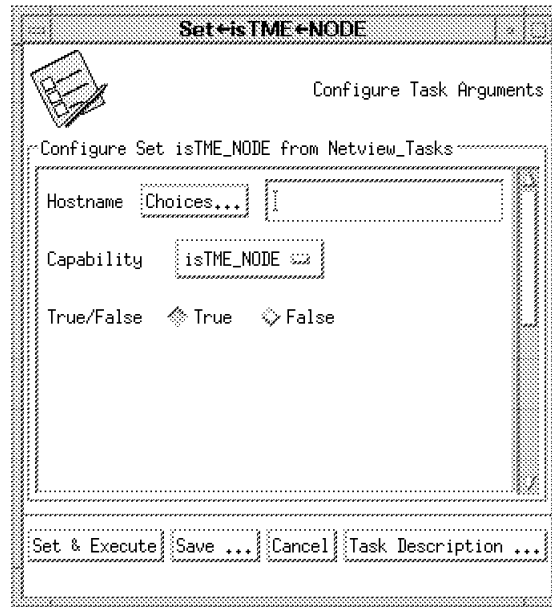 Set←isTME←NODE
Configure Task Arguments
Configure Set isTME_NODE from Netview_Tasks
Hostname Choices...
Capability isTME_NODE
True/False True False
Set & Execute Save ... Cancel Task Description ...